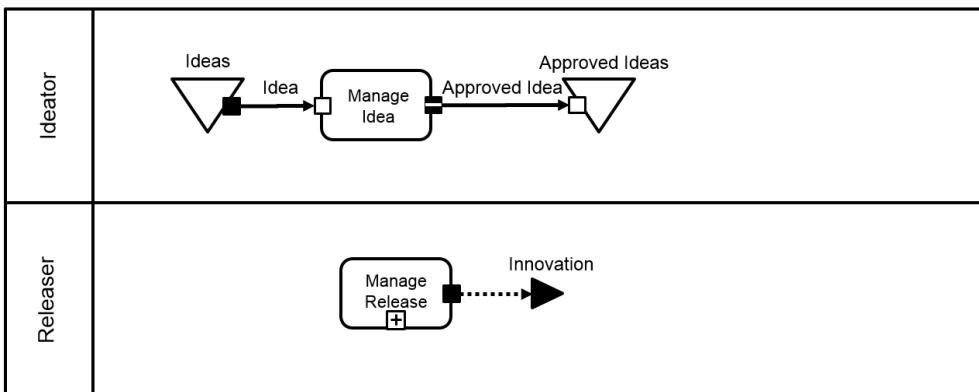 Ideator
Ideas
Idea
Manage
Idea
Approved Idea
Approved Ideas
Releaser
Manage
Release
Innovation